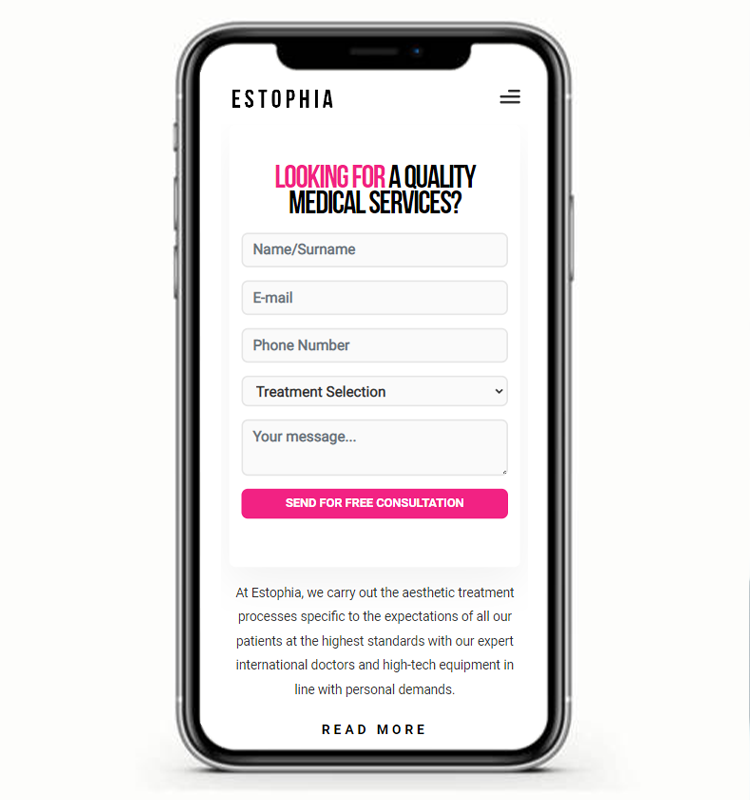 ESTOPHIA
LOOKING FOR A QUALITY
MEDICAL SERVICES?
Name/Surname
E-mail
Phone Number
Treatment Selection
Your message...
SEND FOR FREE CONSULTATION
At Estophia, we carry out the aesthetic treatment
processes specific to the expectations of all our
patients at the highest standards with our expert
international doctors and high-tech equipment in
line with personal demands.
READ MORE